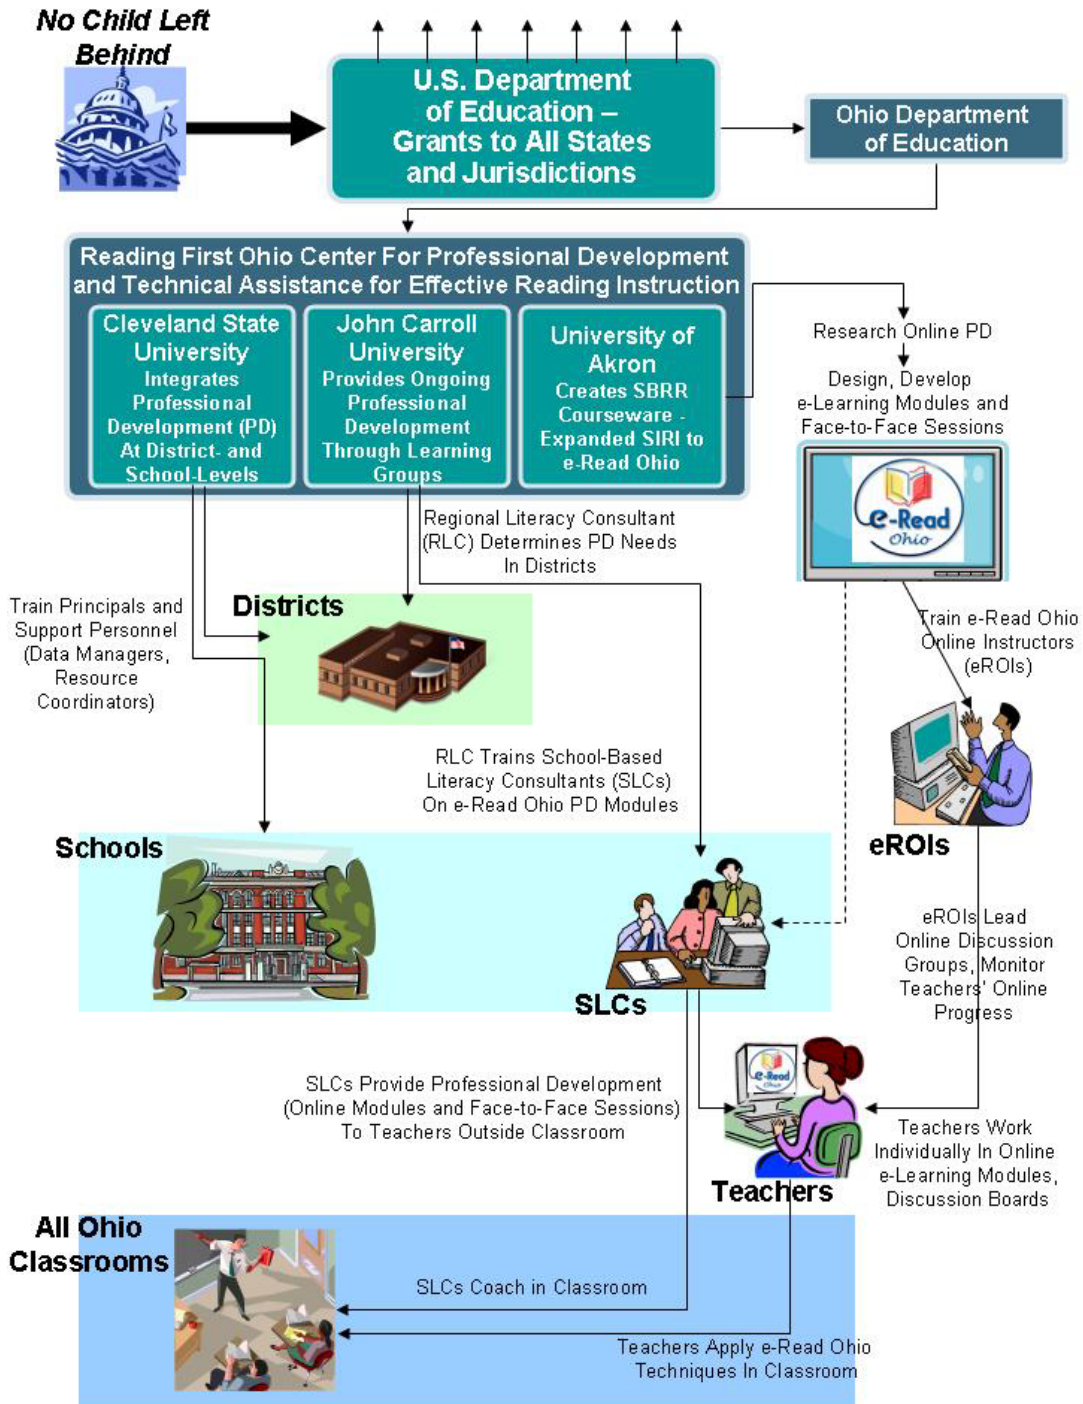 No Child Left
Behind
U.S. Department
of Education –
Grants to All States
and Jurisdictions
Ohio Department
of Education
Reading First Ohio Center For Professional Development
and Technical Assistance for Effective Reading Instruction
Cleveland State
University
Integrates
Professional
Development (PD)
At District- and
School-Levels
John Carroll
University
Provides Ongoing
Professional
Development
Through Learning
Groups
University of
Akron
Creates SBRR
Courseware -
Expanded SIRI to
e-Read Ohio
Research Online PD
Design, Develop
e-Learning Modules and
Face-to-Face Sessions
e-Read
Ohio
Regional Literacy Consultant
(RLC) Determines PD Needs
In Districts
Train Principals and
Support Personnel
(Data Managers,
Resource
Coordinators)
Districts
Train e-Read Ohio
Online Instructors
(eROIs)
RLC Trains School-Based
Literacy Consultants (SLCs)
On e-Read Ohio PD Modules
Schools
eROIs
SLCs
eROIs Lead
Online Discussion
Groups, Monitor
Teachers' Online
Progress
SLCs Provide Professional Development
(Online Modules and Face-to-Face Sessions)
To Teachers Outside Classroom
e-Read
Ohio
Teachers
Teachers Work
Individually In Online
e-Learning Modules,
Discussion Boards
All Ohio
Classrooms
SLCs Coach in Classroom
Teachers Apply e-Read Ohio
Techniques In Classroom